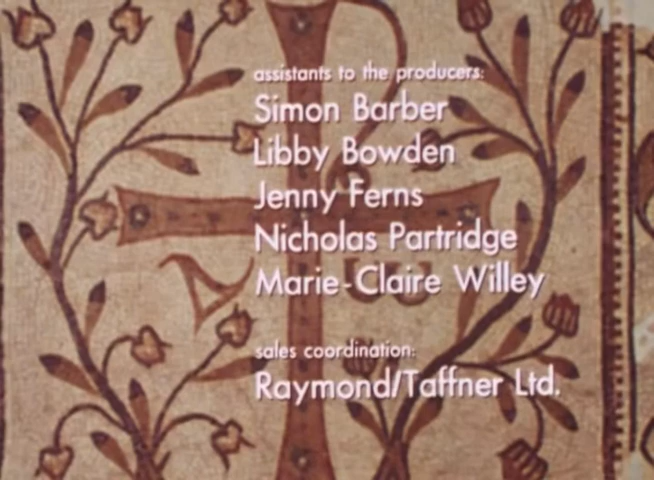 assistants to the producers:
Simon Barber
Libby Bowden
Jenny Ferns
Nicholas Partridge
Marie-Claire Willey
sales coordination:
Raymond/Taffner Ltd.